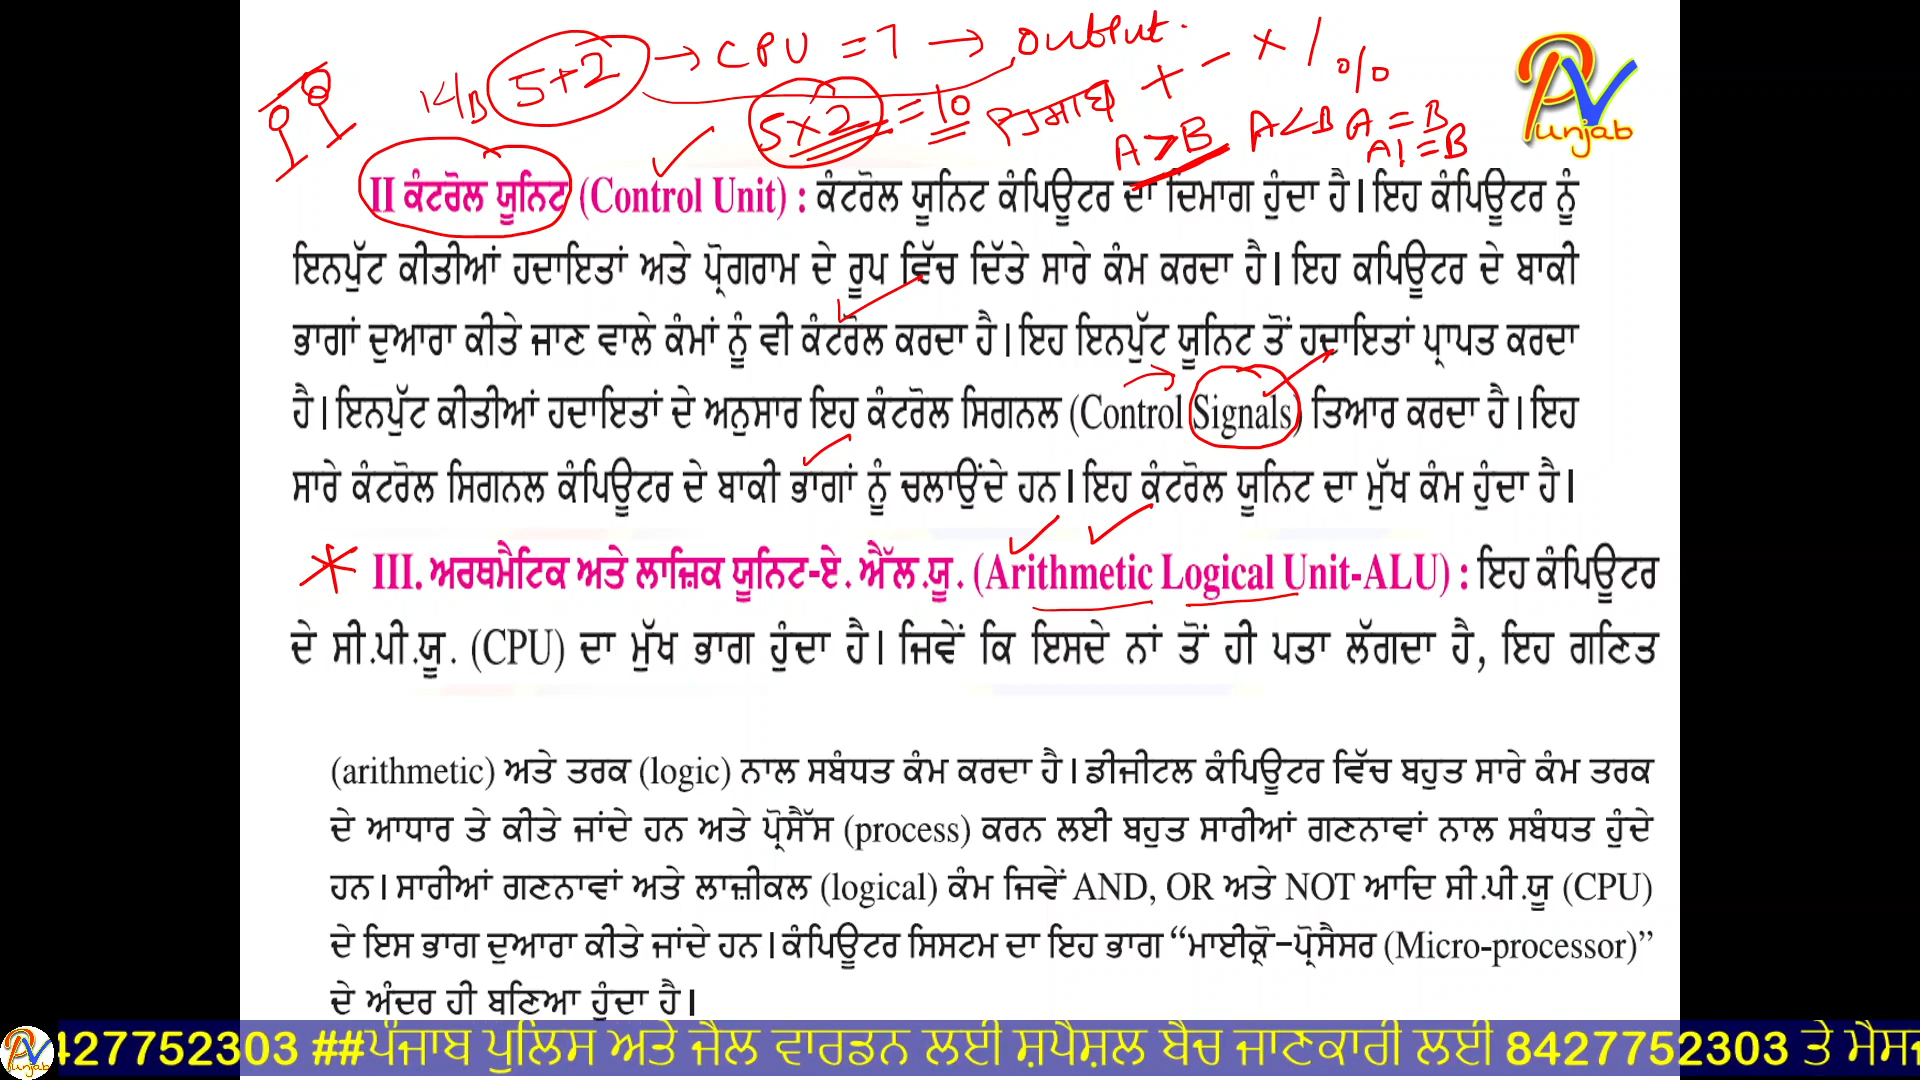 5+2 → CPU = 7 → output.
5×2 = 10 + - × / %
A > B A<B A = B
A != B
Punjab
II ਕੰਟਰੋਲ ਯੂਨਿਟ (Control Unit) : ਕੰਟਰੋਲ ਯੂਨਿਟ ਕੰਪਿਊਟਰ ਦਾ ਦਿਮਾਗ ਹੁੰਦਾ ਹੈ। ਇਹ ਕੰਪਿਊਟਰ ਨੂੰ
ਇਨਪੁੱਟ ਕੀਤੀਆਂ ਹਦਾਇਤਾਂ ਅਤੇ ਪ੍ਰੋਗਰਾਮ ਦੇ ਰੂਪ ਵਿੱਚ ਦਿੱਤੇ ਸਾਰੇ ਕੰਮ ਕਰਦਾ ਹੈ। ਇਹ ਕਪਿਊਟਰ ਦੇ ਬਾਕੀ
ਭਾਗਾਂ ਦੁਆਰਾ ਕੀਤੇ ਜਾਣ ਵਾਲੇ ਕੰਮਾਂ ਨੂੰ ਵੀ ਕੰਟਰੋਲ ਕਰਦਾ ਹੈ। ਇਹ ਇਨਪੁੱਟ ਯੂਨਿਟ ਤੋਂ ਹਦਾਇਤਾਂ ਪ੍ਰਾਪਤ ਕਰਦਾ
ਹੈ। ਇਨਪੁੱਟ ਕੀਤੀਆਂ ਹਦਾਇਤਾਂ ਦੇ ਅਨੁਸਾਰ ਇਹ ਕੰਟਰੋਲ ਸਿਗਨਲ (Control Signals) ਤਿਆਰ ਕਰਦਾ ਹੈ। ਇਹ
ਸਾਰੇ ਕੰਟਰੋਲ ਸਿਗਨਲ ਕੰਪਿਊਟਰ ਦੇ ਬਾਕੀ ਭਾਗਾਂ ਨੂੰ ਚਲਾਉਂਦੇ ਹਨ। ਇਹ ਕੰਟਰੋਲ ਯੂਨਿਟ ਦਾ ਮੁੱਖ ਕੰਮ ਹੁੰਦਾ ਹੈ।
III. ਅਰਥਮੈਟਿਕ ਅਤੇ ਲਾਜ਼ਿਕ ਯੂਨਿਟ-ਏ. ਐੱਲ.ਯੂ. (Arithmetic Logical Unit-ALU) : ਇਹ ਕੰਪਿਊਟਰ
ਦੇ ਸੀ.ਪੀ.ਯੂ. (CPU) ਦਾ ਮੁੱਖ ਭਾਗ ਹੁੰਦਾ ਹੈ। ਜਿਵੇਂ ਕਿ ਇਸਦੇ ਨਾਂ ਤੋਂ ਹੀ ਪਤਾ ਲੱਗਦਾ ਹੈ, ਇਹ ਗਣਿਤ
(arithmetic) ਅਤੇ ਤਰਕ (logic) ਨਾਲ ਸਬੰਧਤ ਕੰਮ ਕਰਦਾ ਹੈ। ਡੀਜੀਟਲ ਕੰਪਿਊਟਰ ਵਿੱਚ ਬਹੁਤ ਸਾਰੇ ਕੰਮ ਤਰਕ
ਦੇ ਆਧਾਰ ਤੇ ਕੀਤੇ ਜਾਂਦੇ ਹਨ ਅਤੇ ਪ੍ਰੋਸੈੱਸ (process) ਕਰਨ ਲਈ ਬਹੁਤ ਸਾਰੀਆਂ ਗਣਨਾਵਾਂ ਨਾਲ ਸਬੰਧਤ ਹੁੰਦੇ
ਹਨ। ਸਾਰੀਆਂ ਗਣਨਾਵਾਂ ਅਤੇ ਲਾਜ਼ੀਕਲ (logical) ਕੰਮ ਜਿਵੇਂ AND, OR ਅਤੇ NOT ਆਦਿ ਸੀ.ਪੀ.ਯੂ (CPU)
ਦੇ ਇਸ ਭਾਗ ਦੁਆਰਾ ਕੀਤੇ ਜਾਂਦੇ ਹਨ। ਕੰਪਿਊਟਰ ਸਿਸਟਮ ਦਾ ਇਹ ਭਾਗ “ਮਾਈਕ੍ਰੋ-ਪ੍ਰੋਸੈਸਰ (Micro-processor)”
ਦੇ ਅੰਦਰ ਹੀ ਬਣਿਆ ਹੁੰਦਾ ਹੈ।
427752303 ##ਪੰਜਾਬ ਪੁਲਿਸ ਅਤੇ ਜੈਲ ਵਾਰਡਨ ਲਈ ਸ਼ਪੈਸ਼ਲ ਬੈਚ ਜਾਣਕਾਰੀ ਲਈ 8427752303 ਤੇ ਮੈਸਜ